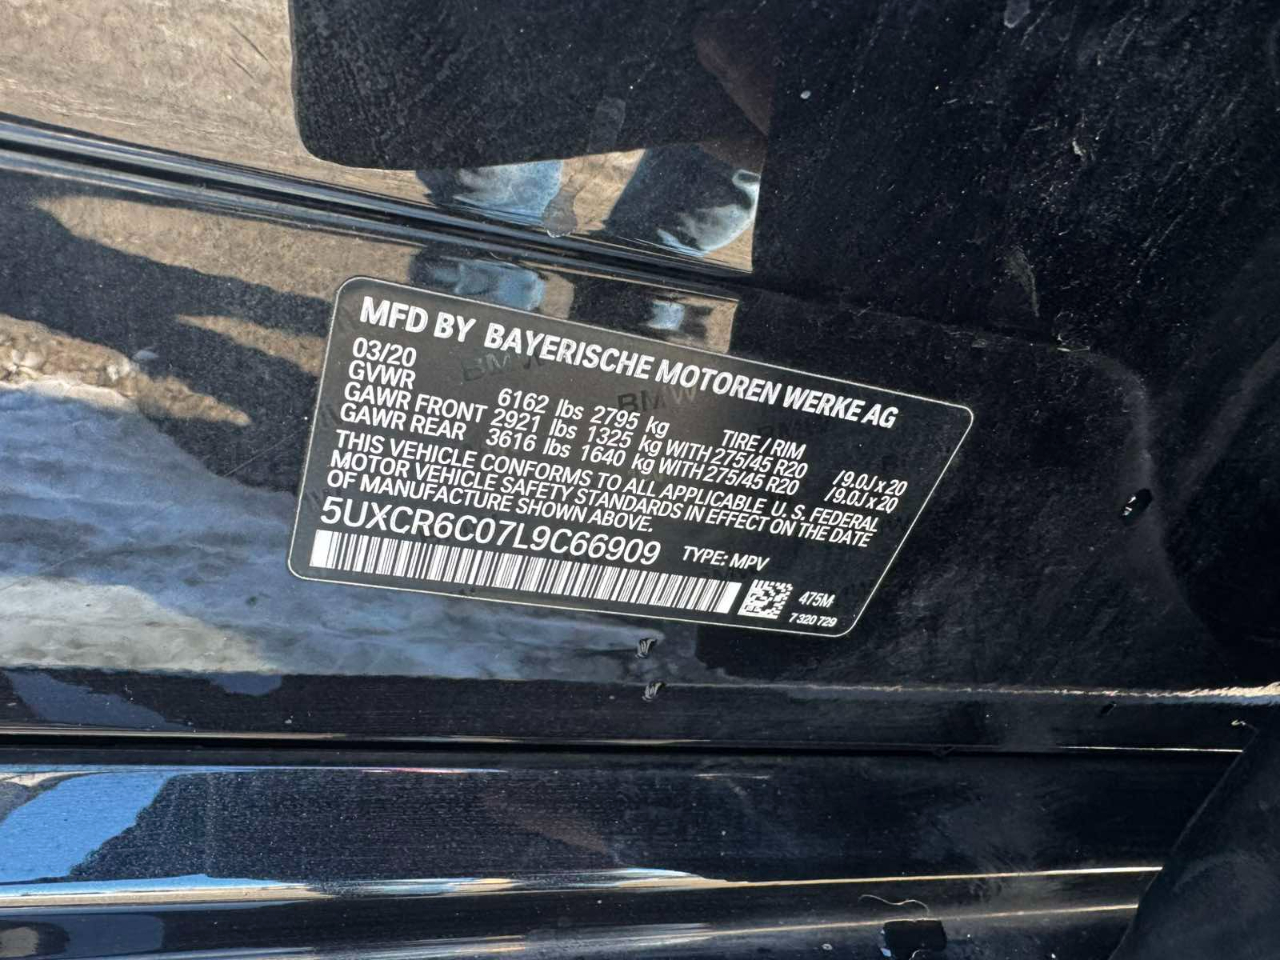 MFD BY BAYERISCHE MOTOREN WERKE AG
03/20
GVWR 6162 lbs 2795 kg TIRE / RIM
GAWR FRONT 2921 lbs 1325 kg WITH 275/45 R20 /9.0J x 20
GAWR REAR 3616 lbs 1640 kg WITH 275/45 R20 /9.0J x 20
THIS VEHICLE CONFORMS TO ALL APPLICABLE U. S. FEDERAL
MOTOR VEHICLE SAFETY STANDARDS IN EFFECT ON THE DATE
OF MANUFACTURE SHOWN ABOVE.
5UXCR6C07L9C66909 TYPE: MPV
475M
7 320 729